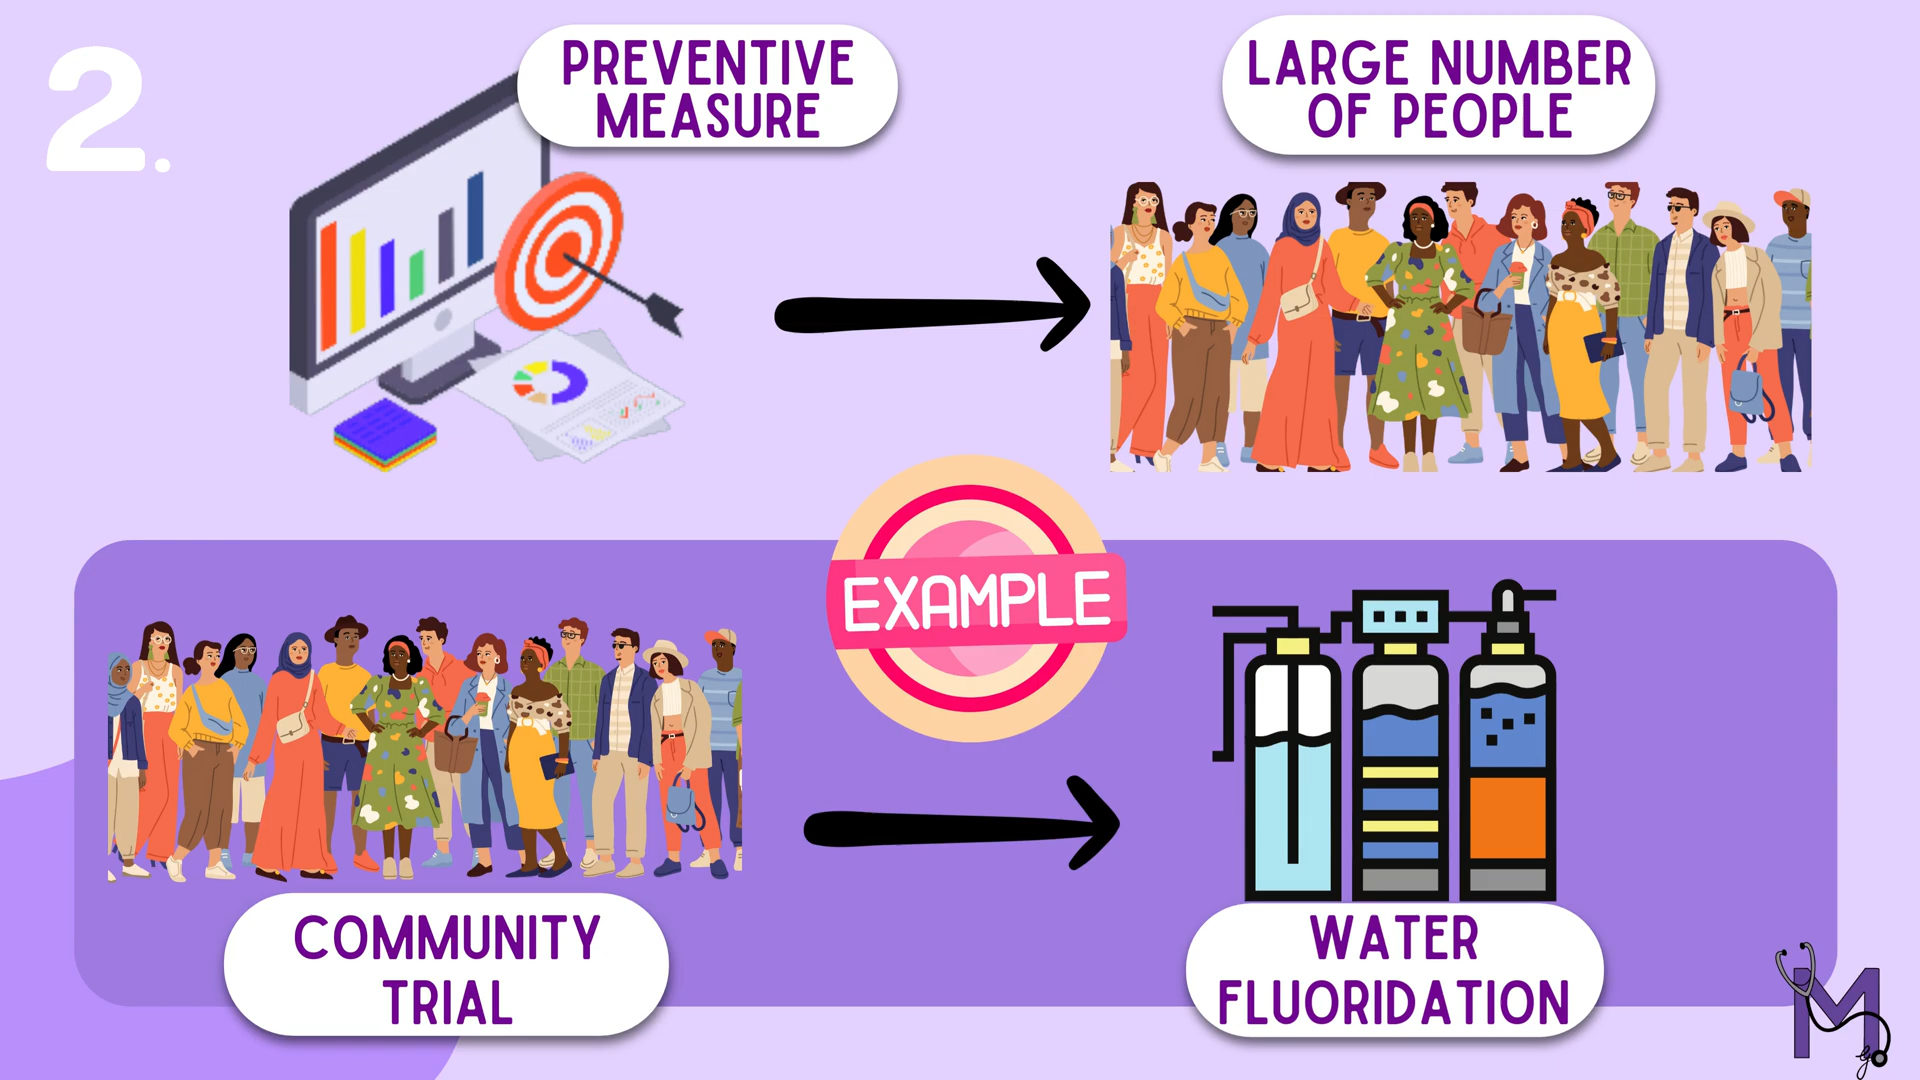 2.
PREVENTIVE
MEASURE
LARGE NUMBER
OF PEOPLE
EXAMPLE
COMMUNITY
TRIAL
WATER
FLUORIDATION
M